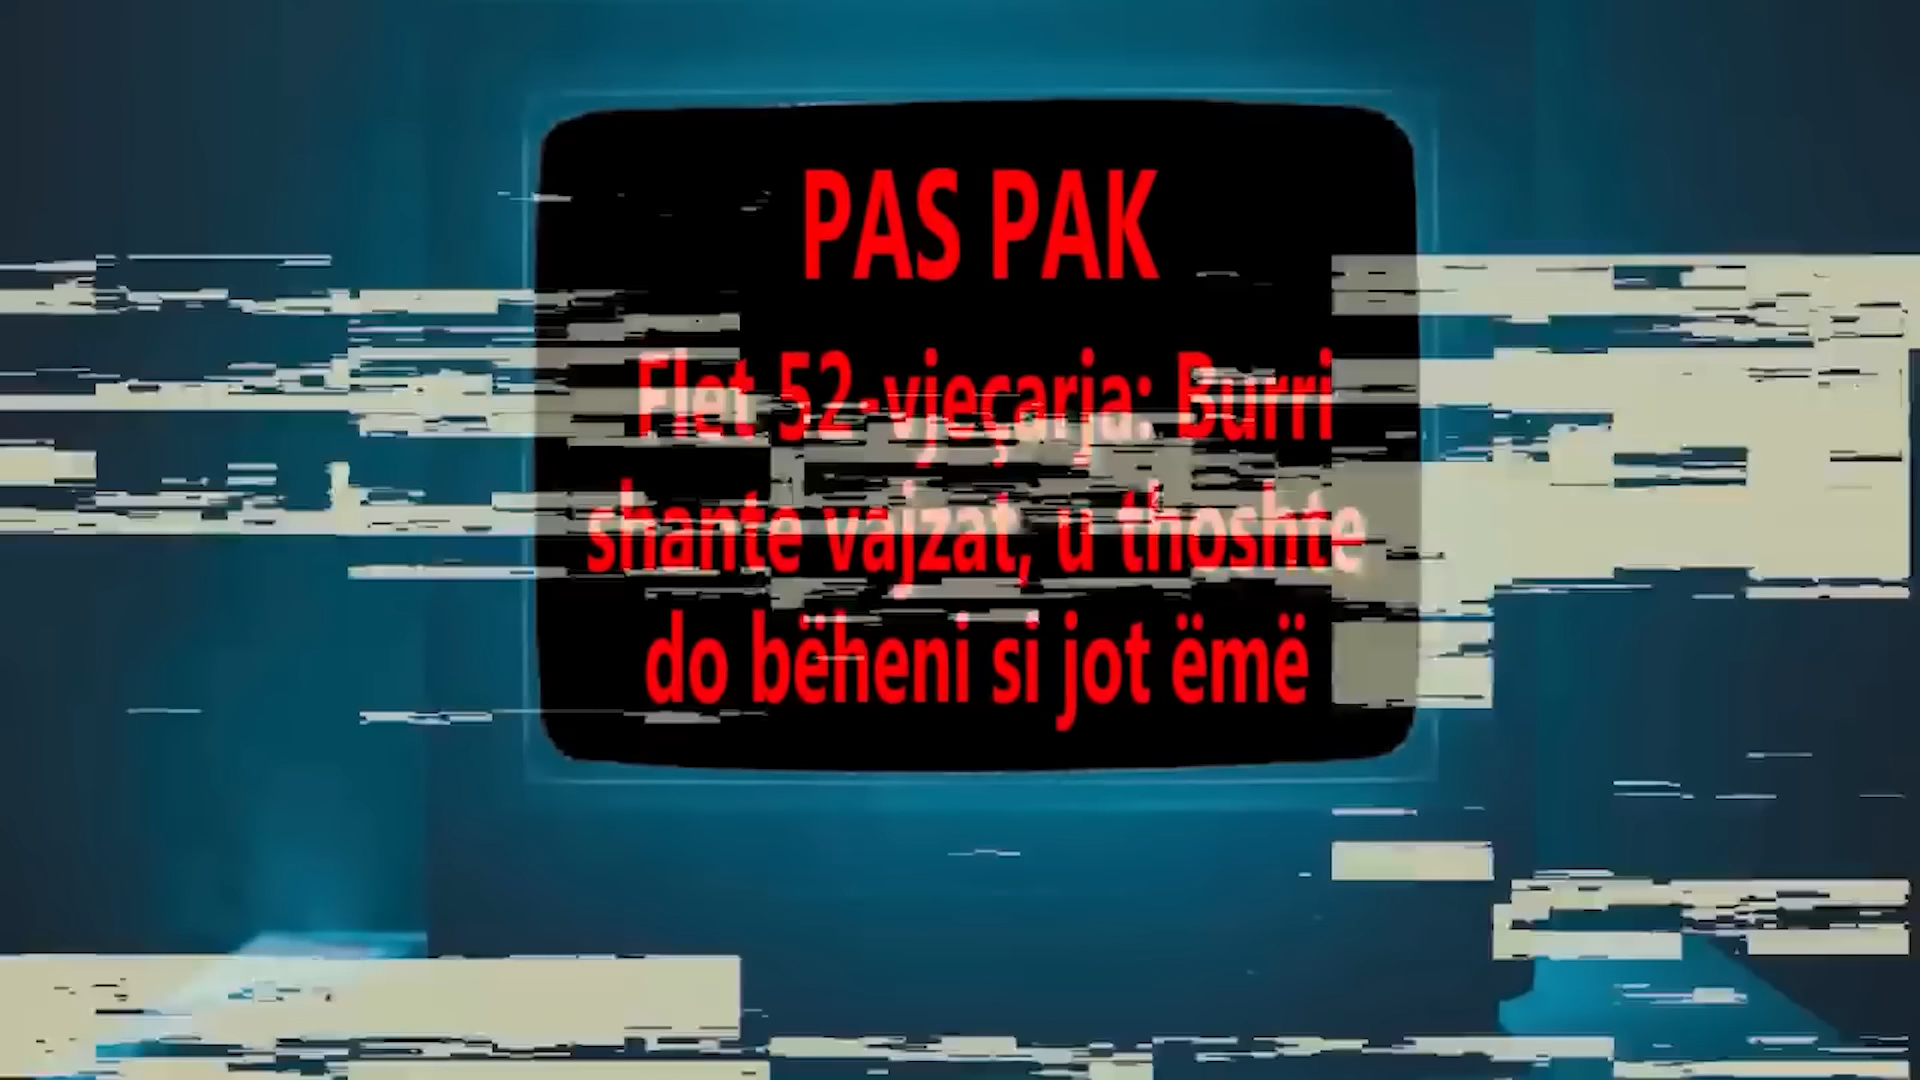 PAS PAK
Flet 52-vjeçarja: Burri
shante vajzat, u thoshte
do bëheni si jot ëmë